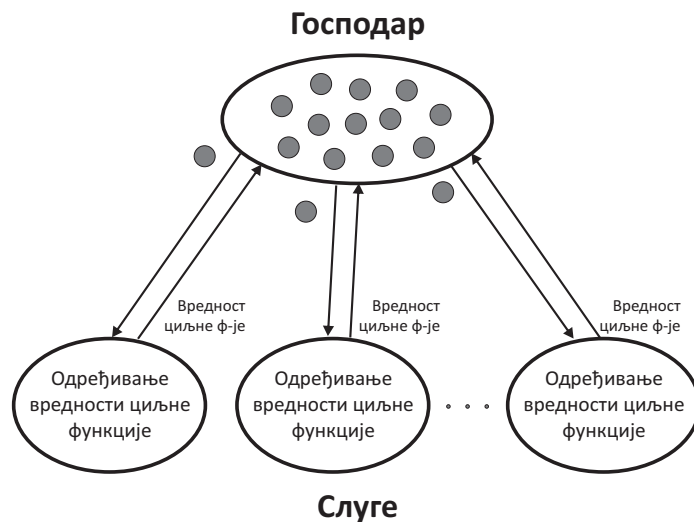 Господар
Вредност
циљне ф-је
Вредност
циљне ф-је
Вредност
циљне ф-је
Одређивање
вредности циљне
функције
Одређивање
вредности циљне
функције
Одређивање
вредности циљне
функције
Слуге